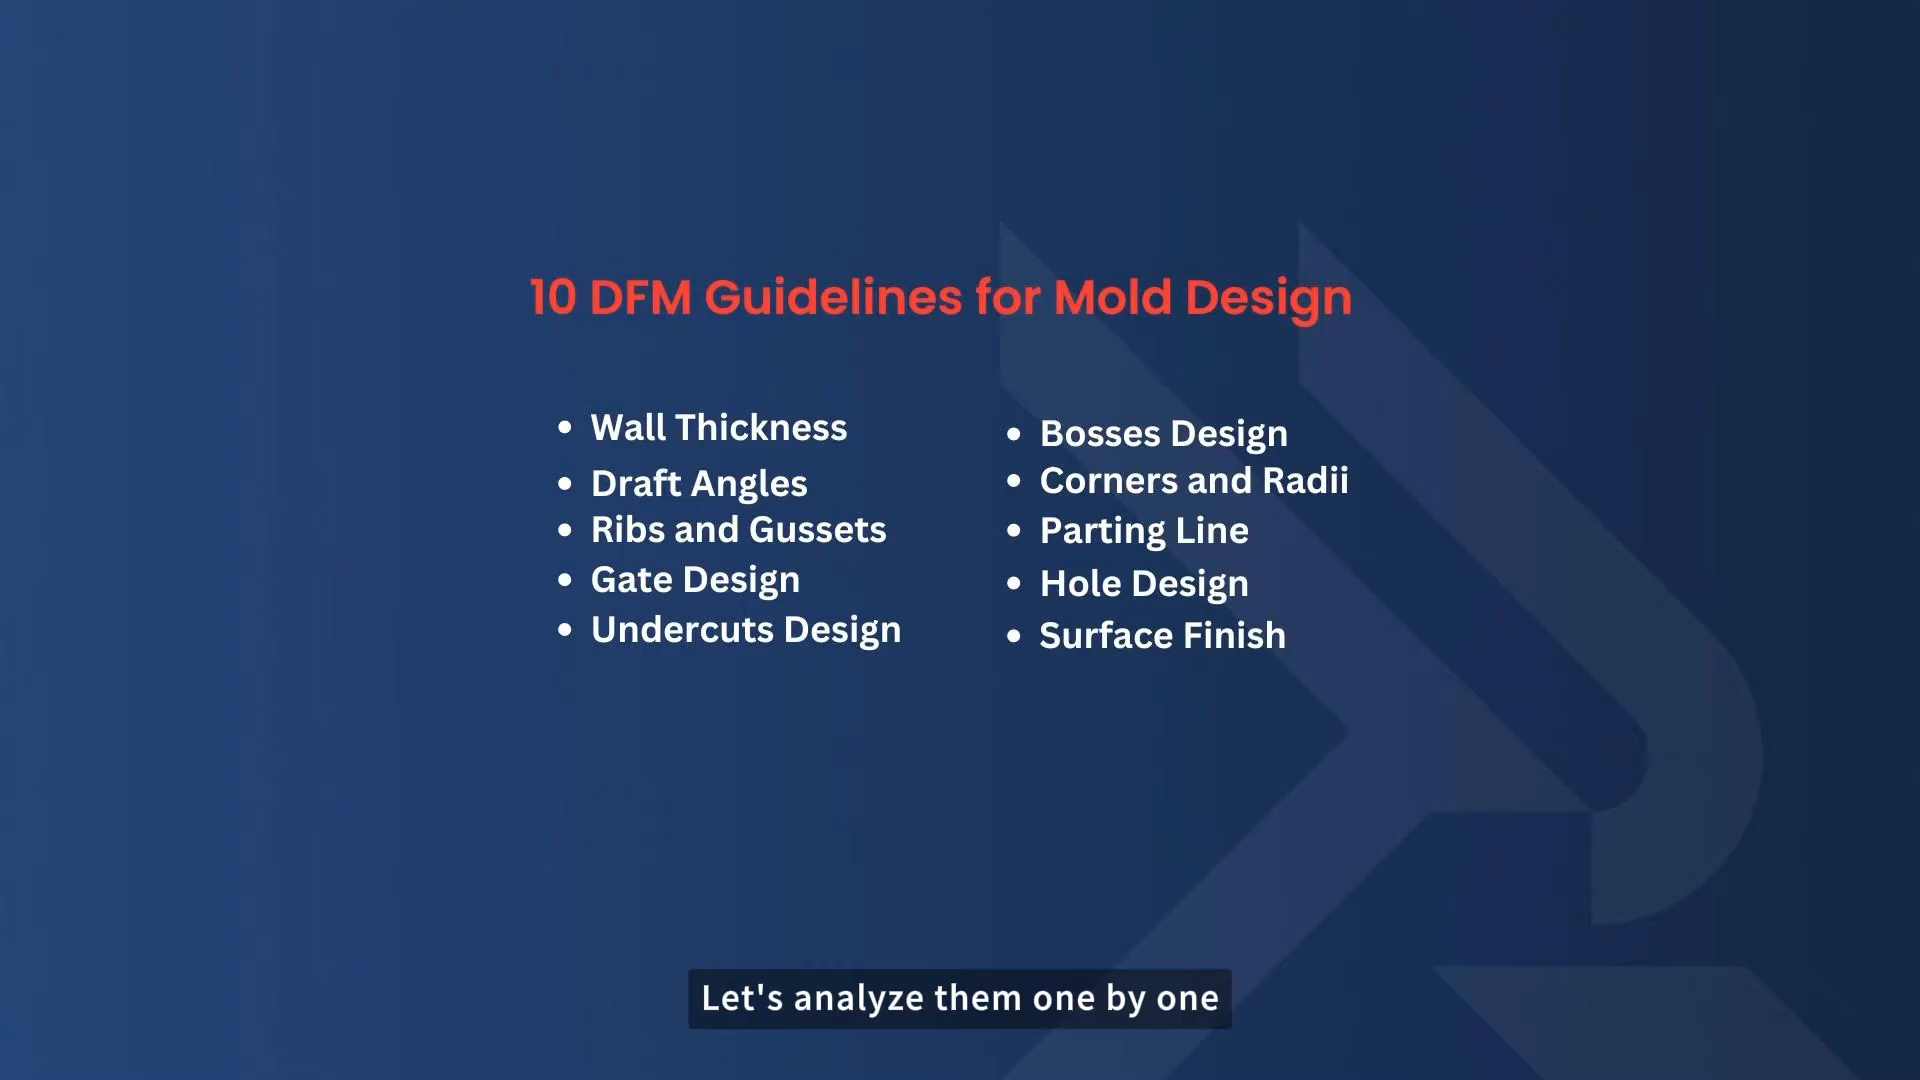 10 DFM Guidelines for Mold Design
• Wall Thickness
• Draft Angles
• Ribs and Gussets
• Gate Design
• Undercuts Design
• Bosses Design
• Corners and Radii
• Parting Line
• Hole Design
• Surface Finish
Let's analyze them one by one